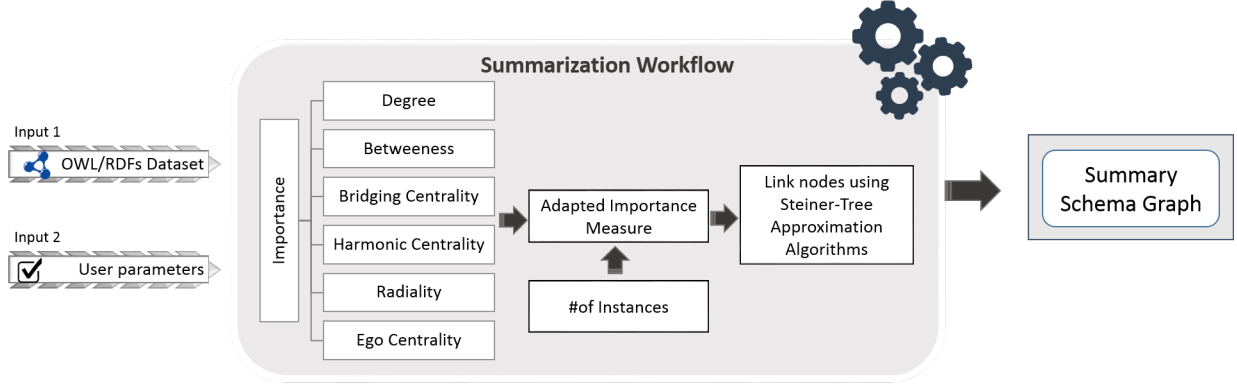 Summarization Workflow
Input 1
OWL/RDFs Dataset
Input 2
User parameters
Importance
Degree
Betweeness
Bridging Centrality
Harmonic Centrality
Radiality
Ego Centrality
Adapted Importance
Measure
#of Instances
Link nodes using
Steiner-Tree
Approximation
Algorithms
Summary
Schema Graph